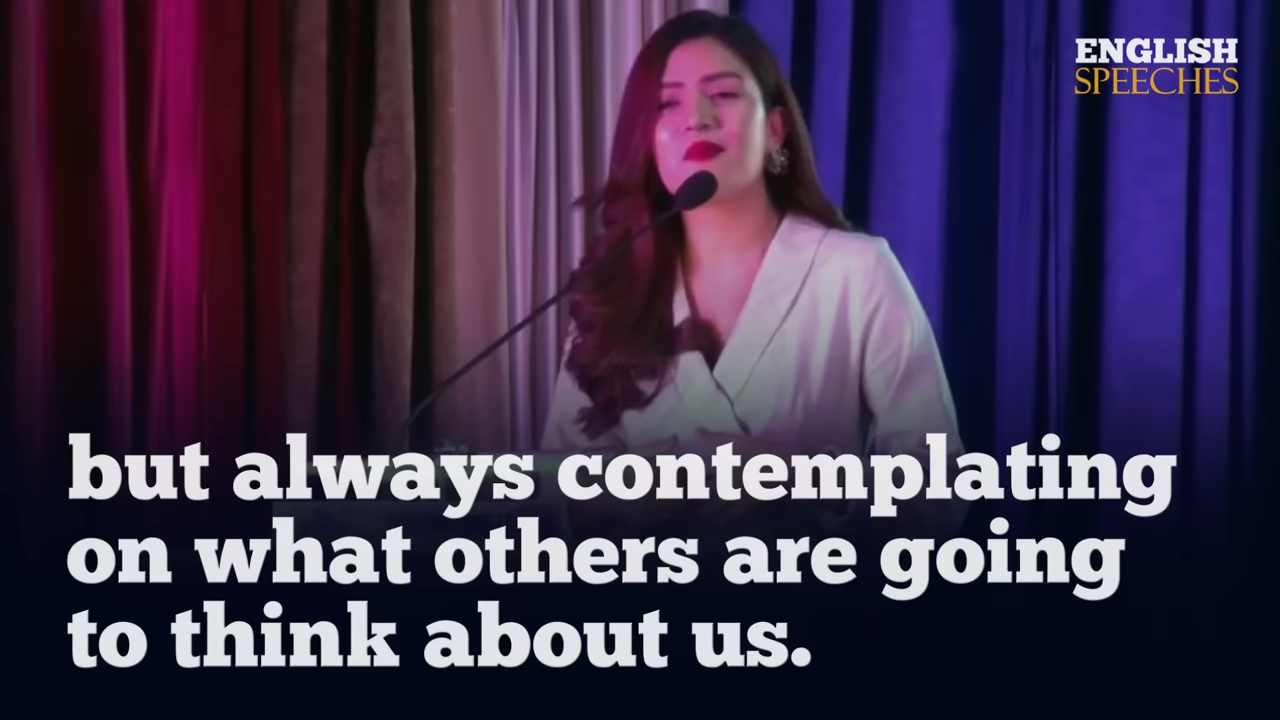 ENGLISH
SPEECHES
but always contemplating
on what others are going
to think about us.